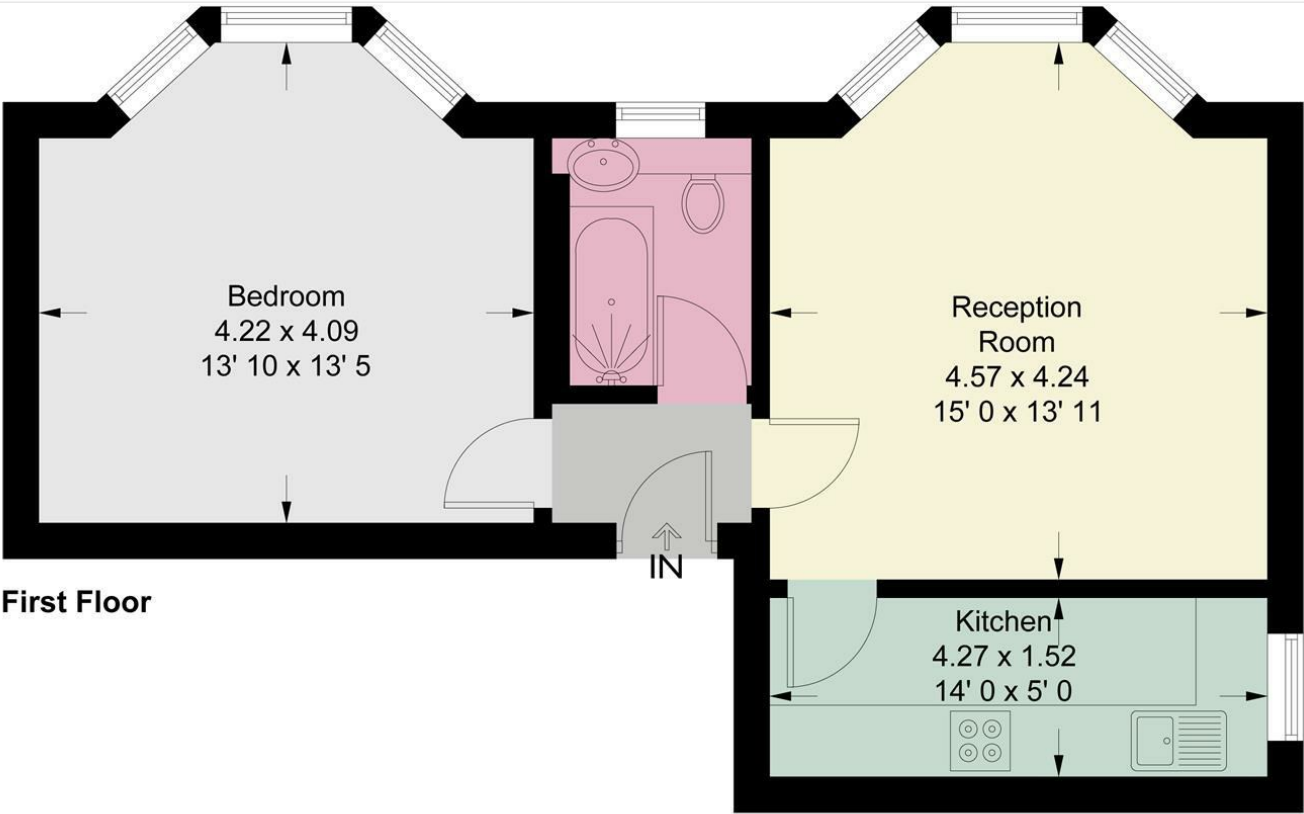 Bedroom
4.22 x 4.09
13' 10 x 13' 5
Reception
Room
4.57 x 4.24
15' 0 x 13' 11
IN
First Floor
Kitchen
4.27 x 1.52
14' 0 x 5' 0